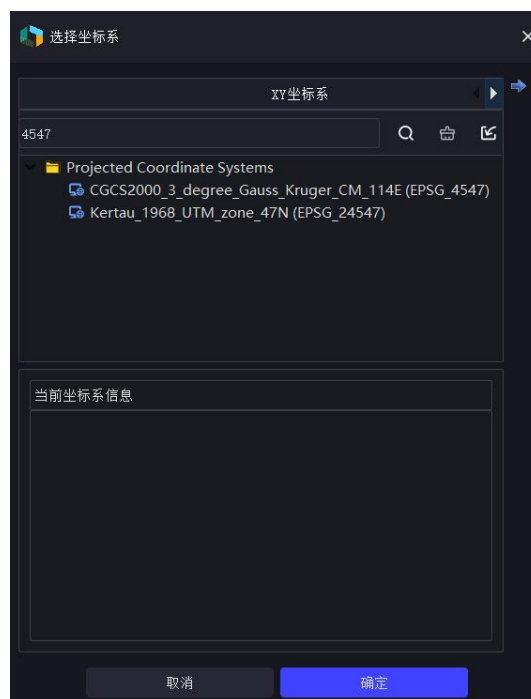 选择坐标系
XY坐标系
4547
Projected Coordinate Systems
CGCS2000_3_degree_Gauss_Kruger_CM_114E (EPSG_4547)
Kertau_1968_UTM_zone_47N (EPSG_24547)
当前坐标系信息
取消
确定